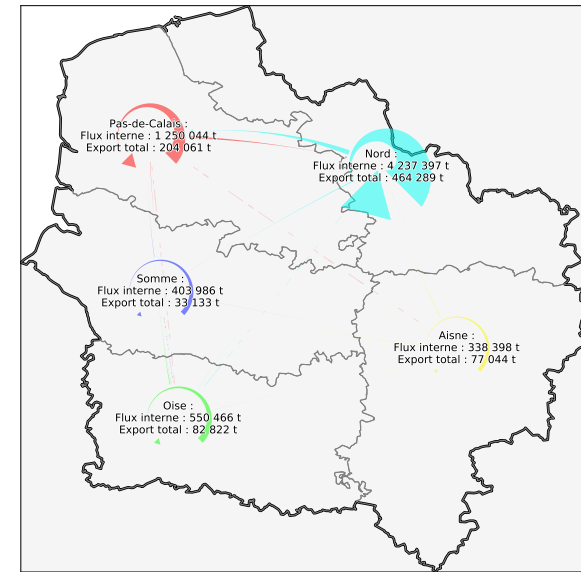 Pas-de-Calais :
Flux interne : 1 250 044 t
Export total : 204 061 t
Nord :
Flux interne : 4 237 397 t
Export total : 464 289 t
Somme :
Flux interne : 403 986 t
Export total : 33 133 t
Aisne :
Flux interne : 338 398 t
Export total : 77 044 t
Oise :
Flux interne : 550 466 t
Export total : 82 822 t